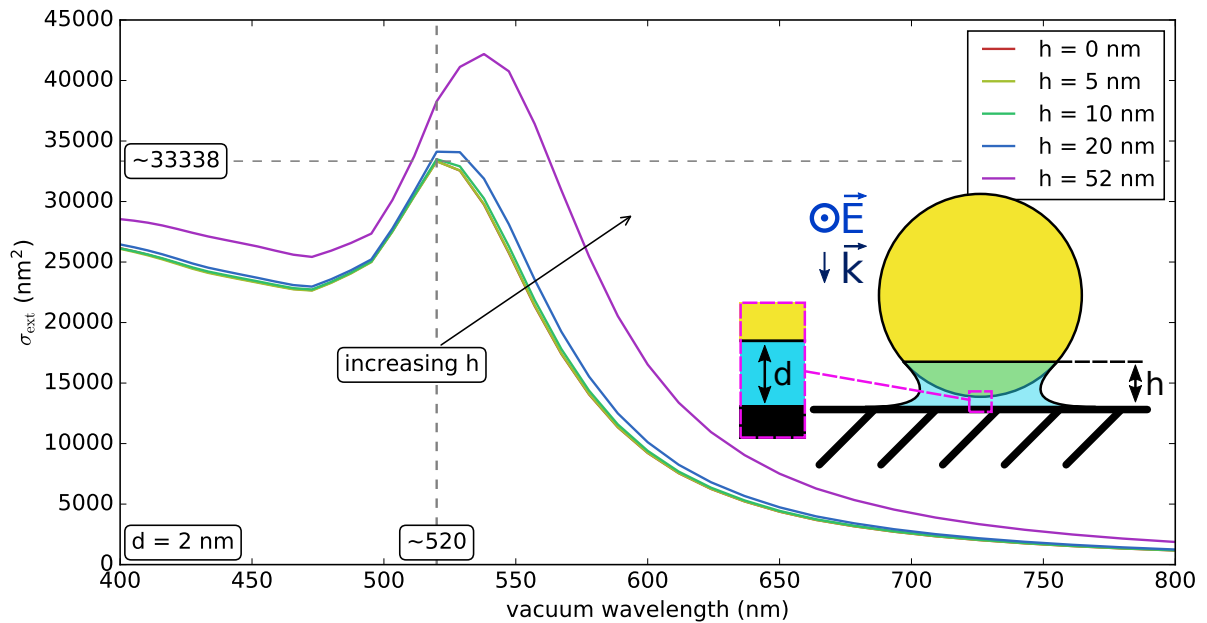 45000
40000
35000
30000
25000
20000
15000
10000
5000
0
σext (nm²)
~33338
h = 0 nm
h = 5 nm
h = 10 nm
h = 20 nm
h = 52 nm
E
k
increasing h
d
h
d = 2 nm
~520
400 450 500 550 600 650 700 750 800
vacuum wavelength (nm)